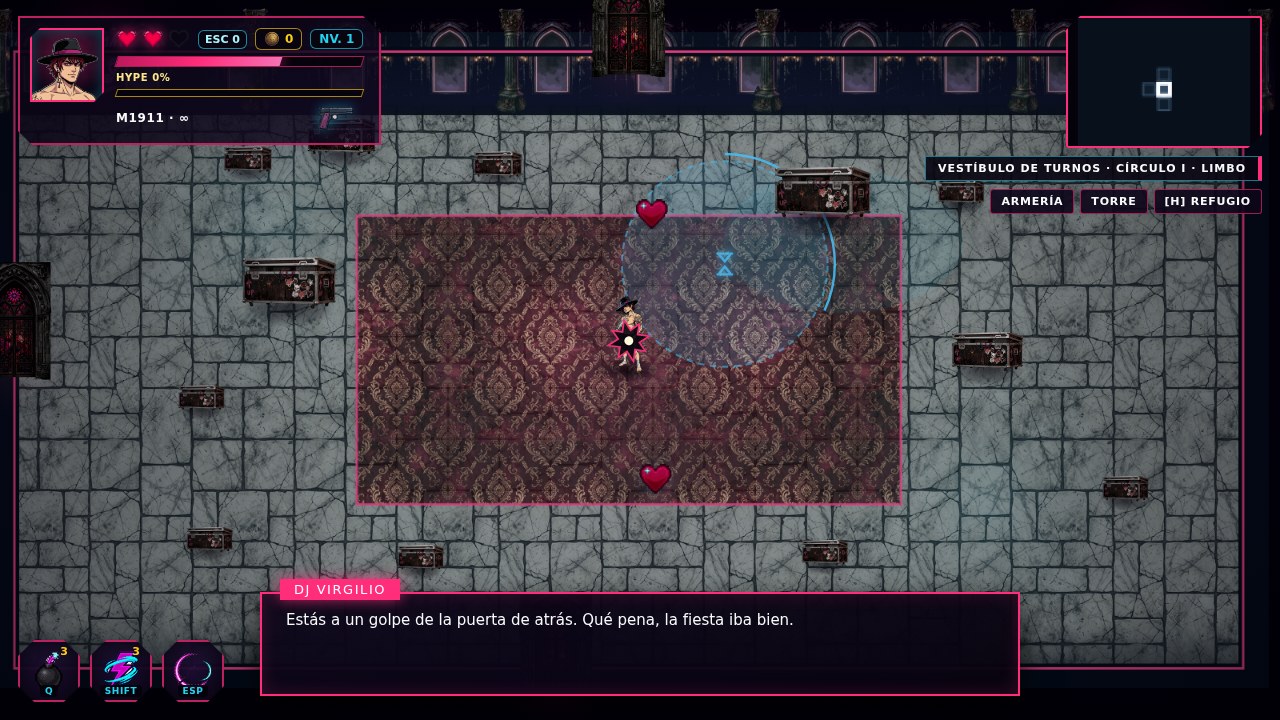 ESC 0
0
NV. 1
HYPE 0%
M1911 · ∞
VESTÍBULO DE TURNOS · CÍRCULO I · LIMBO
ARMERÍA
TORRE
[H] REFUGIO
DJ VIRGILIO
Estás a un golpe de la puerta de atrás. Qué pena, la fiesta iba bien.
3
Q
3
SHIFT
ESP